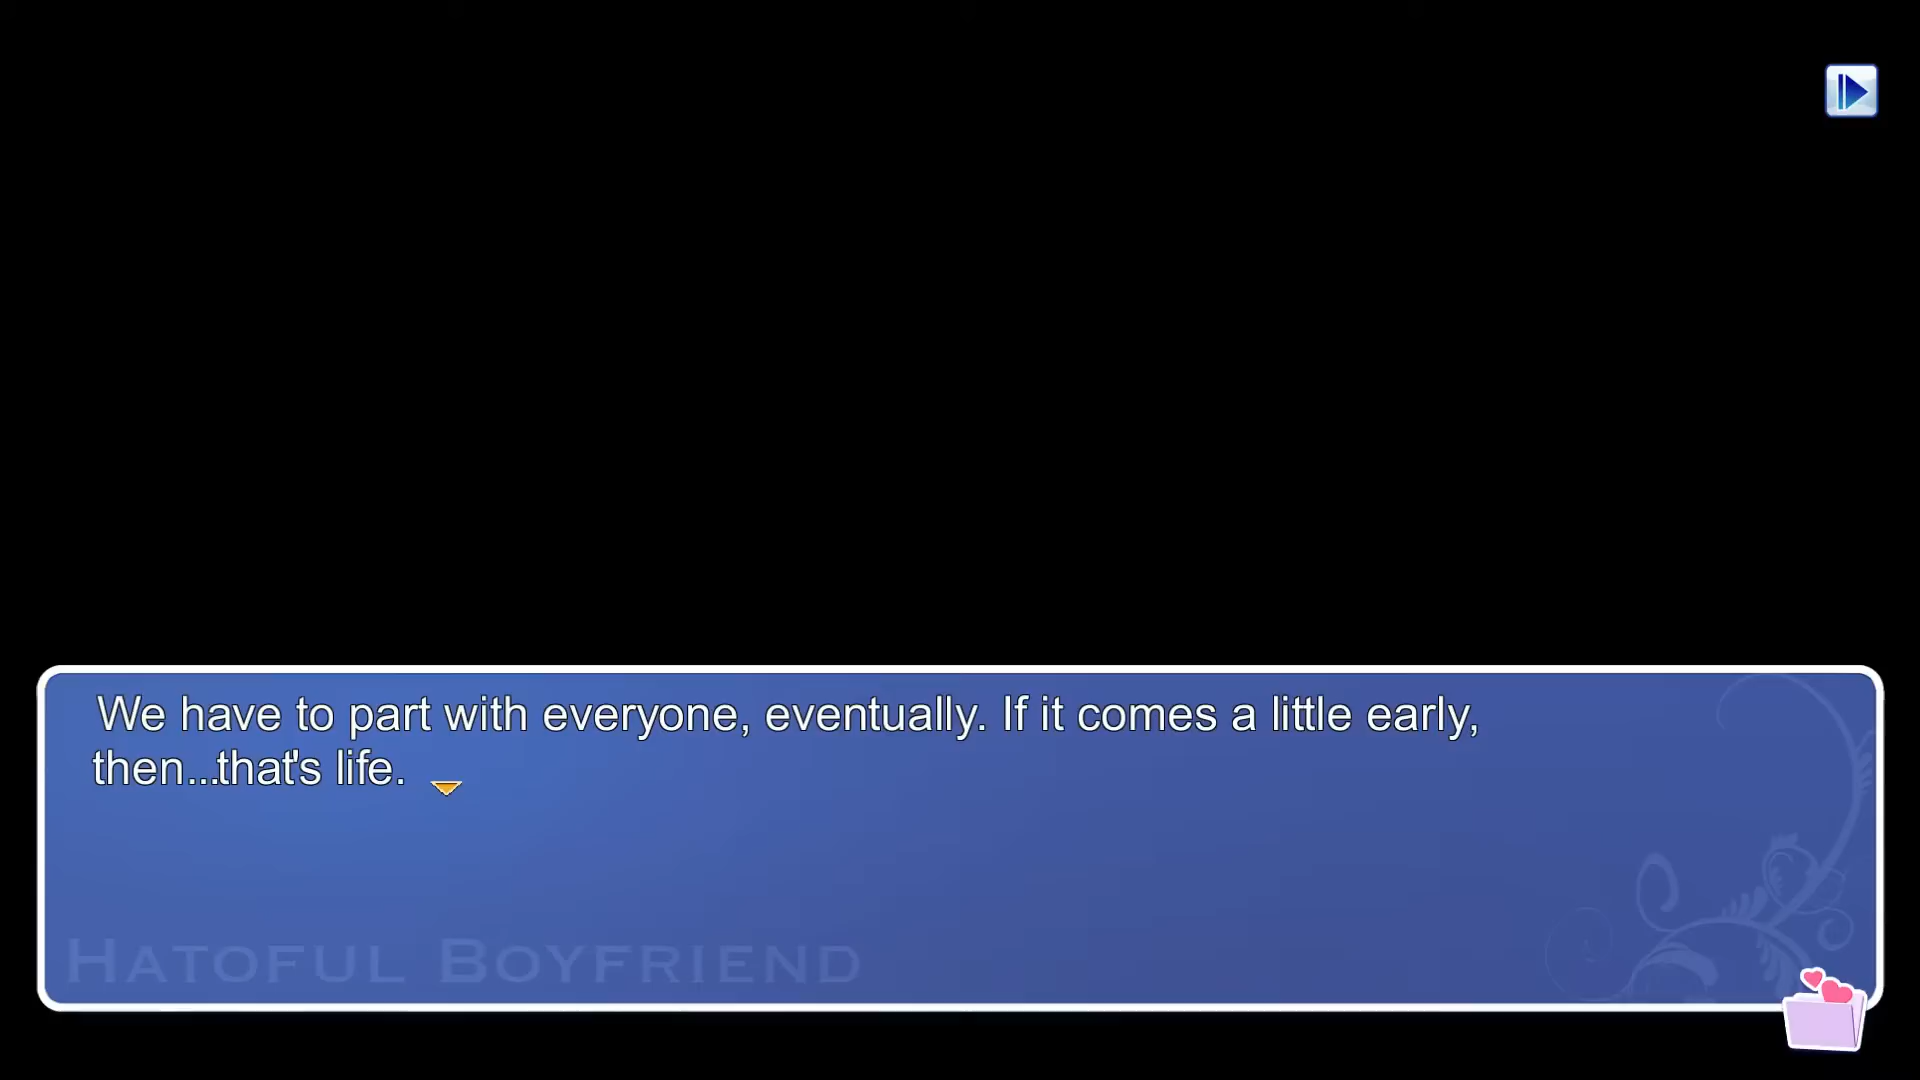 We have to part with everyone, eventually. If it comes a little early,
then...that's life.
HATOFUL BOYFRIEND